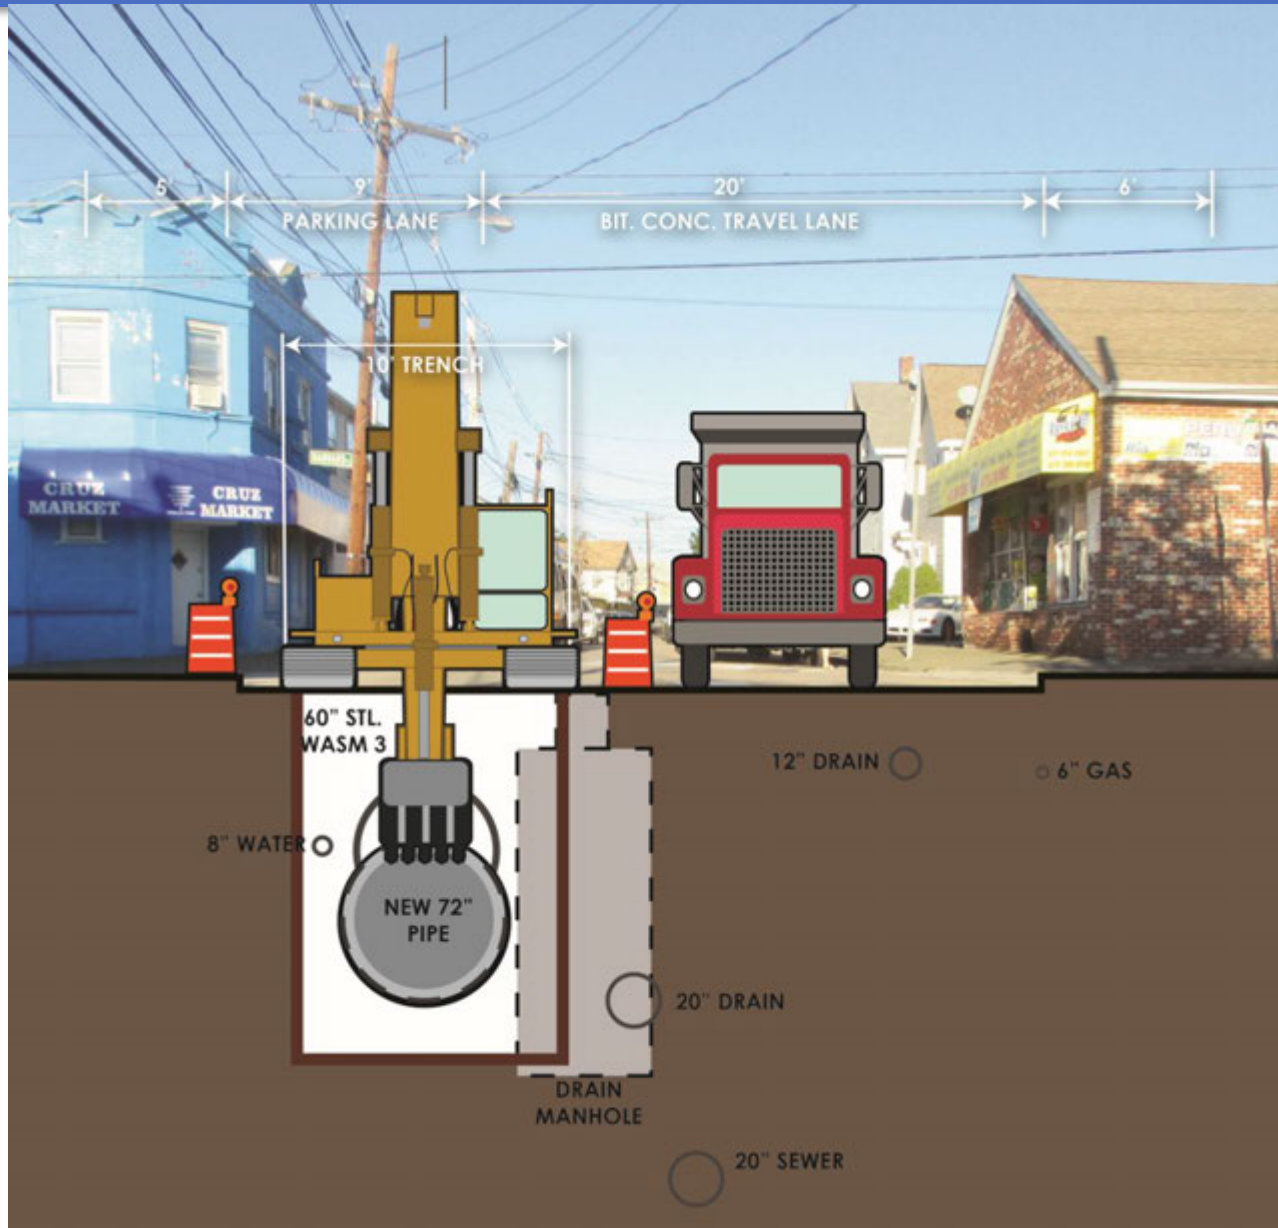 5'
9'
20'
6'
PARKING LANE
BIT. CONC. TRAVEL LANE
10' TRENCH
CRUZ
MARKET
CRUZ
MARKET
60" STL.
WASM 3
12" DRAIN
6" GAS
8" WATER
NEW 72"
PIPE
20" DRAIN
DRAIN
MANHOLE
20" SEWER